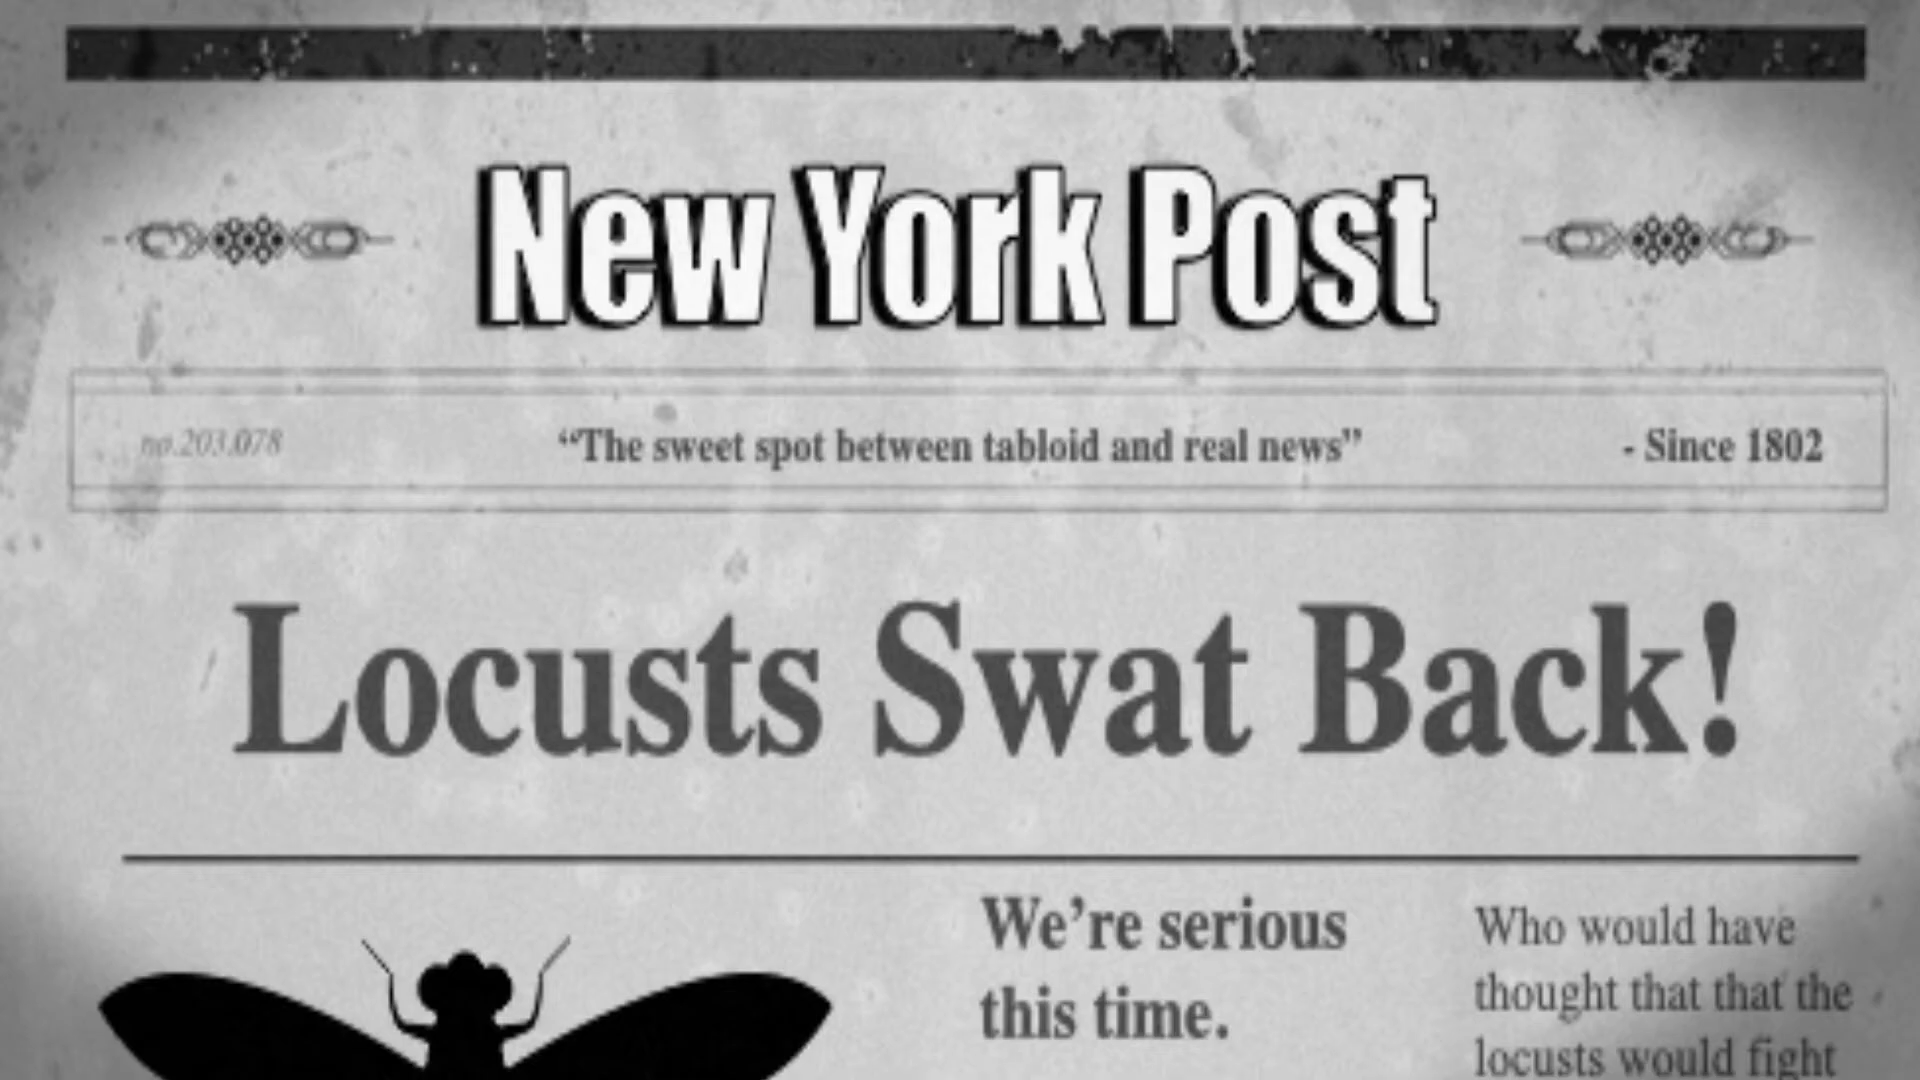 New York Post
no.203.078
“The sweet spot between tabloid and real news”
- Since 1802
Locusts Swat Back!
We’re serious
this time.
Who would have
thought that that the
locusts would fight